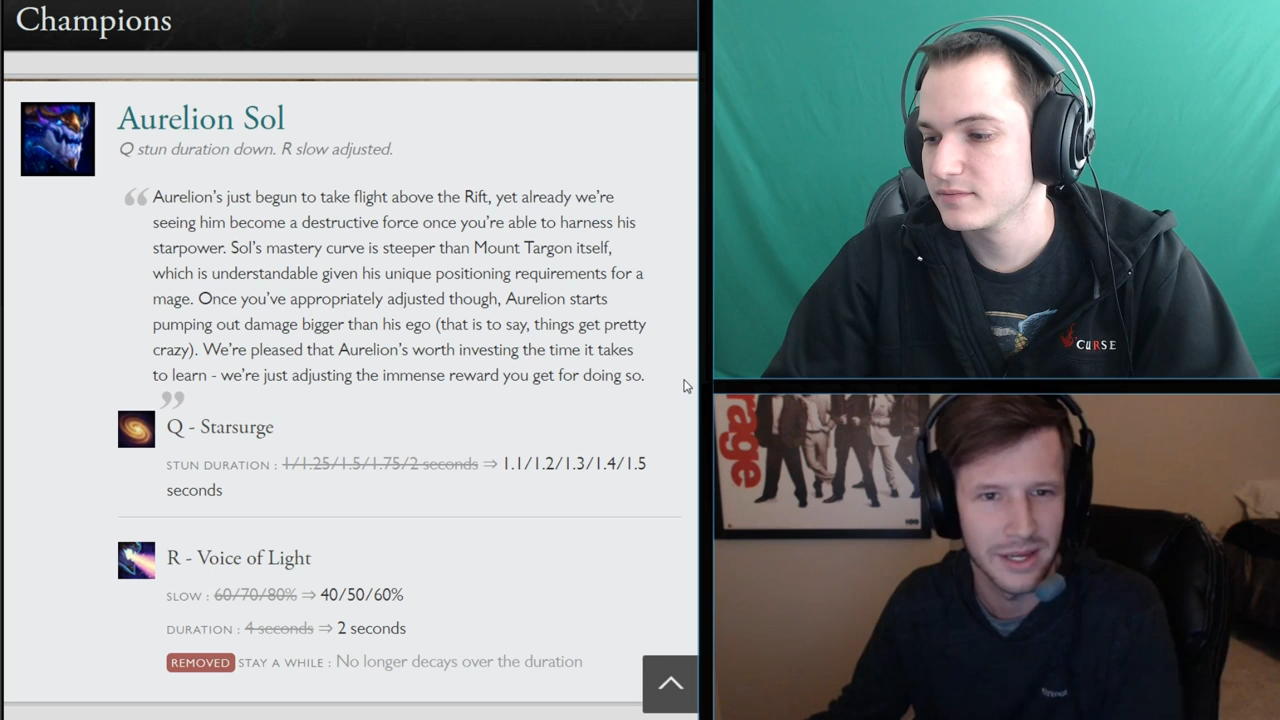 Champions
Aurelion Sol
Q stun duration down. R slow adjusted.
“ Aurelion's just begun to take flight above the Rift, yet already we're
seeing him become a destructive force once you're able to harness his
starpower. Sol's mastery curve is steeper than Mount Targon itself,
which is understandable given his unique positioning requirements for a
mage. Once you've appropriately adjusted though, Aurelion starts
pumping out damage bigger than his ego (that is to say, things get pretty
crazy). We're pleased that Aurelion's worth investing the time it takes
to learn - we're just adjusting the immense reward you get for doing so.
”
Q - Starsurge
STUN DURATION : 1/1.25/1.5/1.75/2 seconds ⇒ 1.1/1.2/1.3/1.4/1.5
seconds
R - Voice of Light
SLOW : 60/70/80% ⇒ 40/50/60%
DURATION : 4 seconds ⇒ 2 seconds
REMOVED STAY A WHILE : No longer decays over the duration
CURSE
rage
HBO